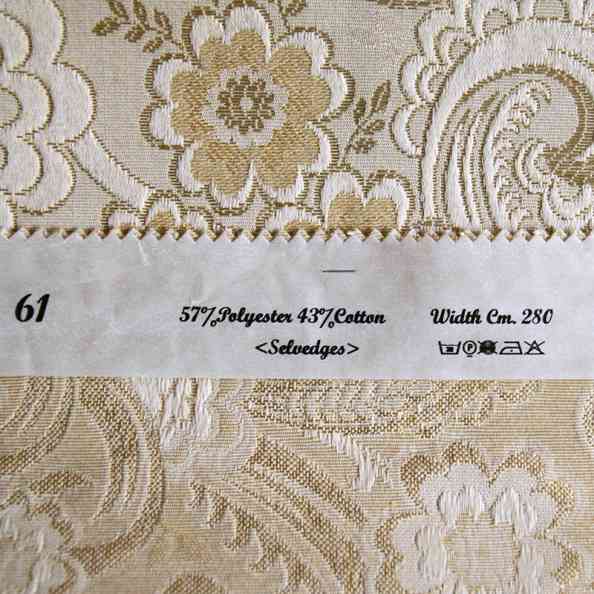 61
57%Polyester 43%Cotton Width Cm. 280
<Selvedges>